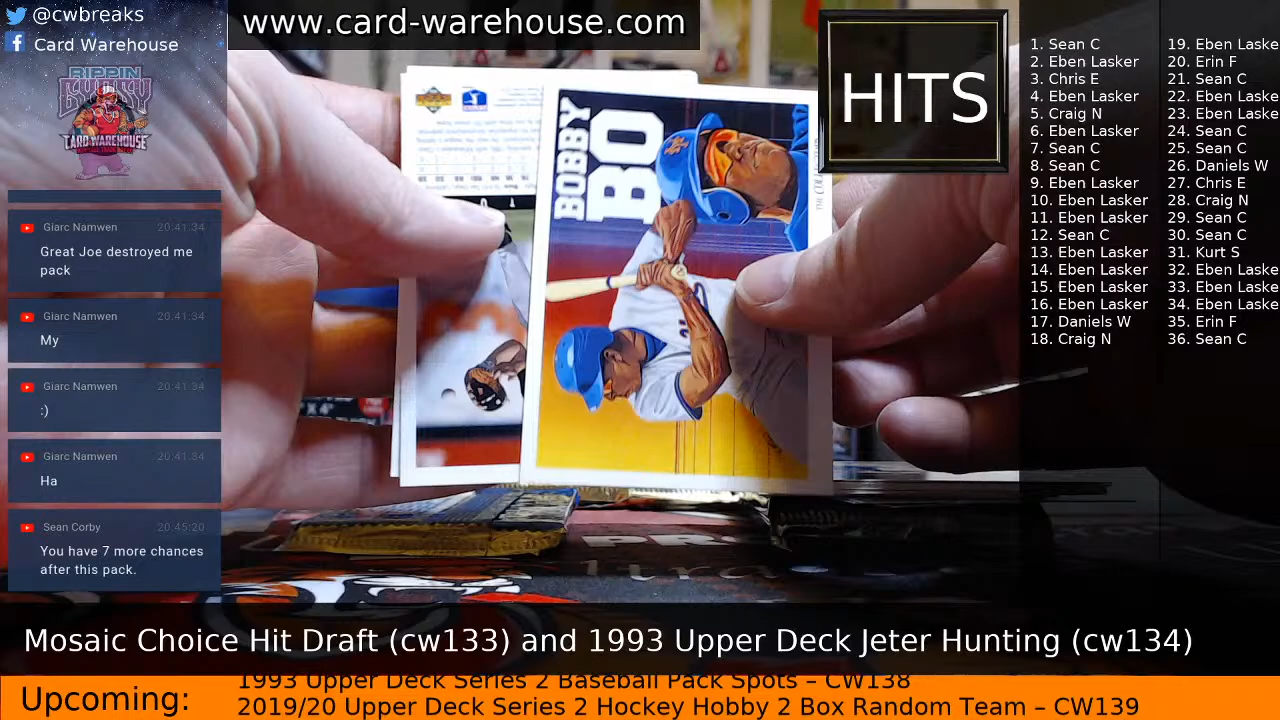 @cwbreaks
Card Warehouse
RIPPIN
CARD WAREHOUSE
www.card-warehouse.com
HITS
Giarc Namwen 20:41:34
Great Joe destroyed me
pack
Giarc Namwen 20:41:34
My
Giarc Namwen 20:41:34
:)
Giarc Namwen 20:41:34
Ha
Sean Corby 20:45:20
You have 7 more chances
after this pack.
BOBBY
BO
1. Sean C
2. Eben Lasker
3. Chris E
4. Eben Lasker
5. Craig N
6. Eben Lasker
7. Sean C
8. Sean C
9. Eben Lasker
10. Eben Lasker
11. Eben Lasker
12. Sean C
13. Eben Lasker
14. Eben Lasker
15. Eben Lasker
16. Eben Lasker
17. Daniels W
18. Craig N
19. Eben Laske
20. Erin F
21. Sean C
22. Eben Laske
23. Eben Laske
24. Sean C
25. Sean C
26. Daniels W
27. Chris E
28. Craig N
29. Sean C
30. Sean C
31. Kurt S
32. Eben Laske
33. Eben Laske
34. Eben Laske
35. Erin F
36. Sean C
Mosaic Choice Hit Draft (cw133) and 1993 Upper Deck Jeter Hunting (cw134)
Upcoming:
1993 Upper Deck Series 2 Baseball Pack Spots – CW138
2019/20 Upper Deck Series 2 Hockey Hobby 2 Box Random Team – CW139